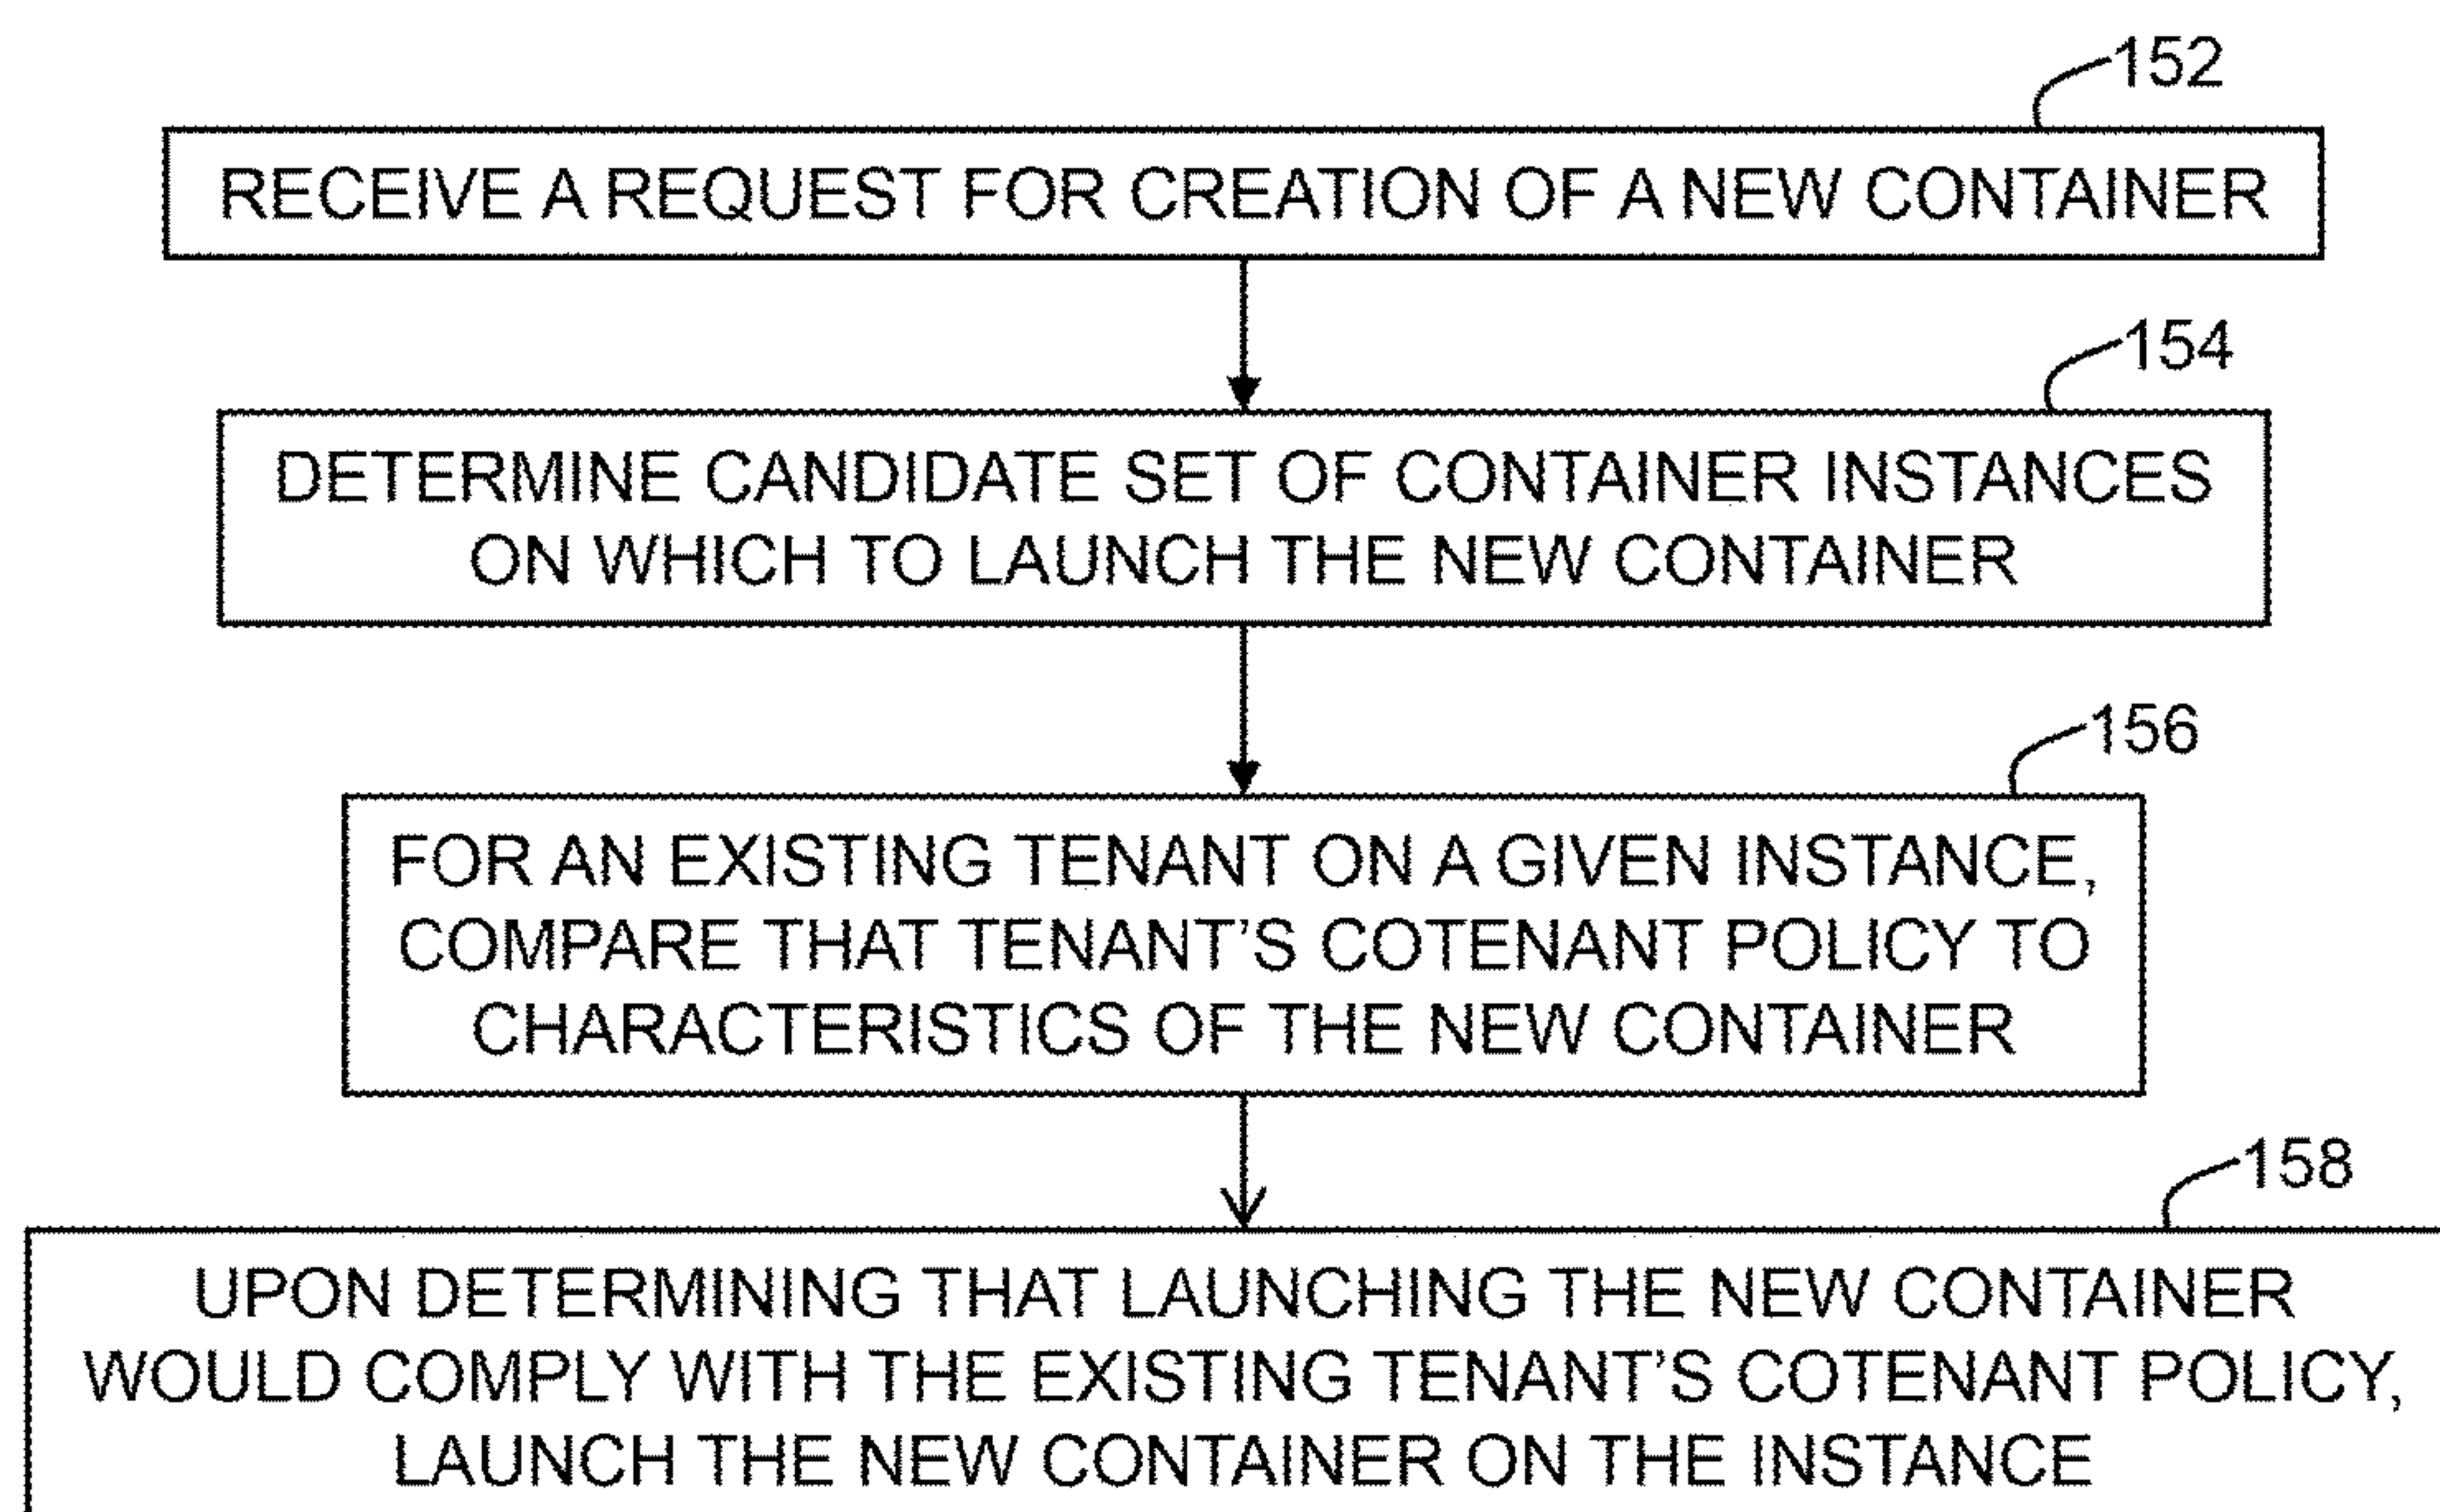 152
RECEIVE A REQUEST FOR CREATION OF A NEW CONTAINER
154
DETERMINE CANDIDATE SET OF CONTAINER INSTANCES
ON WHICH TO LAUNCH THE NEW CONTAINER
156
FOR AN EXISTING TENANT ON A GIVEN INSTANCE,
COMPARE THAT TENANT’S COTENANT POLICY TO
CHARACTERISTICS OF THE NEW CONTAINER
158
UPON DETERMINING THAT LAUNCHING THE NEW CONTAINER
WOULD COMPLY WITH THE EXISTING TENANT’S COTENANT POLICY,
LAUNCH THE NEW CONTAINER ON THE INSTANCE